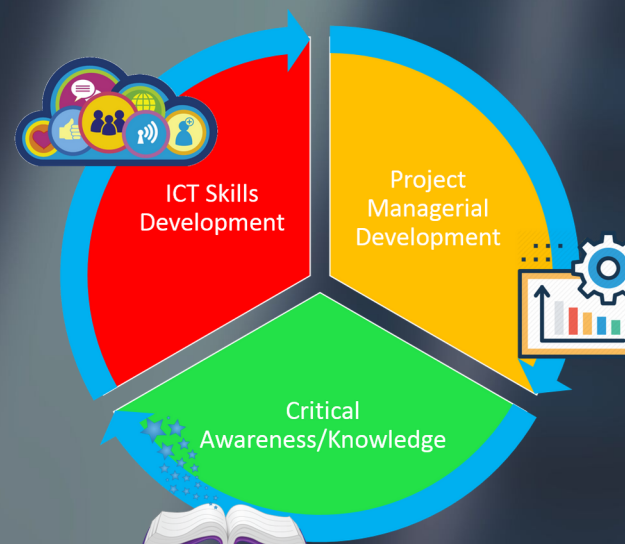 ICT Skills
Development
Project
Managerial
Development
Critical
Awareness/Knowledge